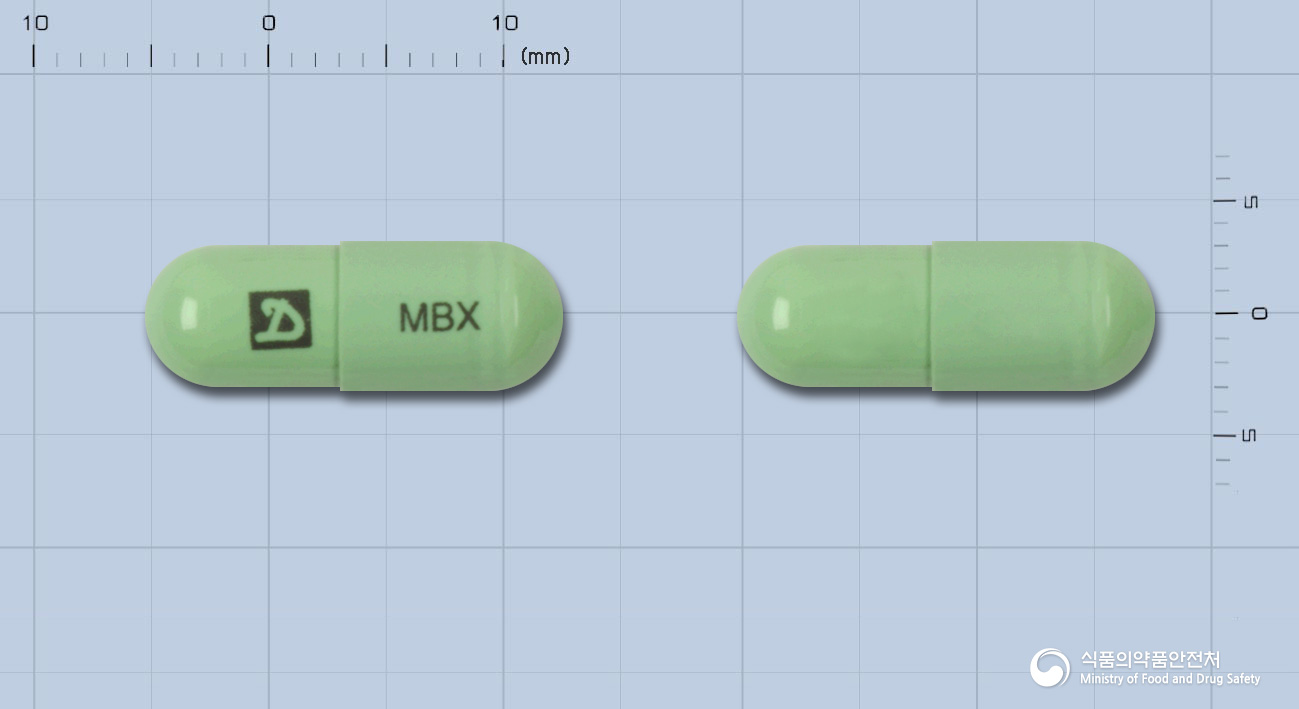 10 0 10 (mm)
5
0
5
D MBX
식품의약품안전처
Ministry of Food and Drug Safety